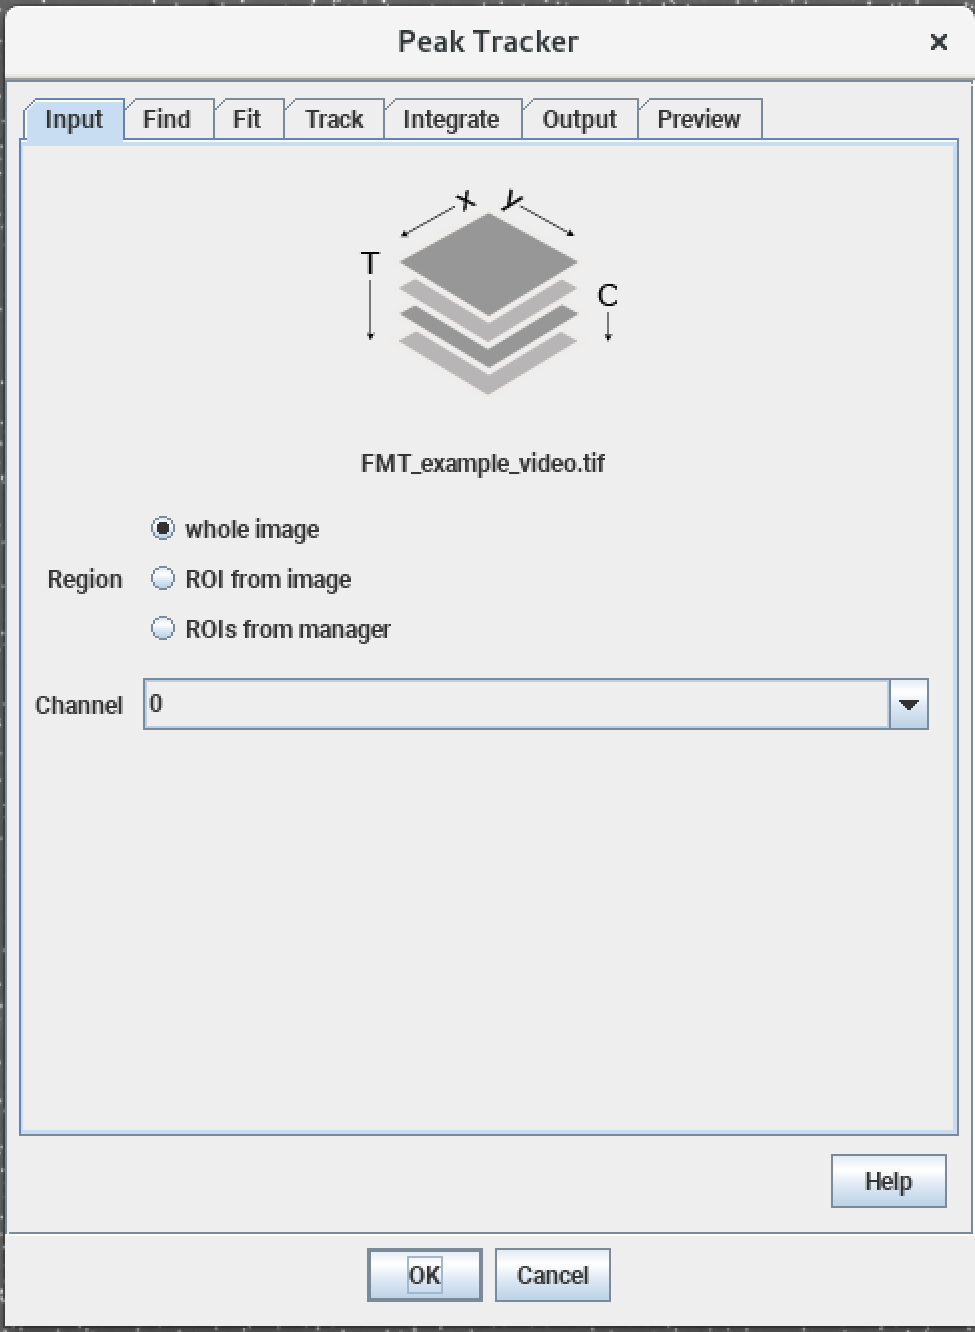 Peak Tracker
Input Find Fit Track Integrate Output Preview
x y
T
C
FMT_example_video.tif
whole image
Region ROI from image
ROIs from manager
Channel 0
Help
OK Cancel